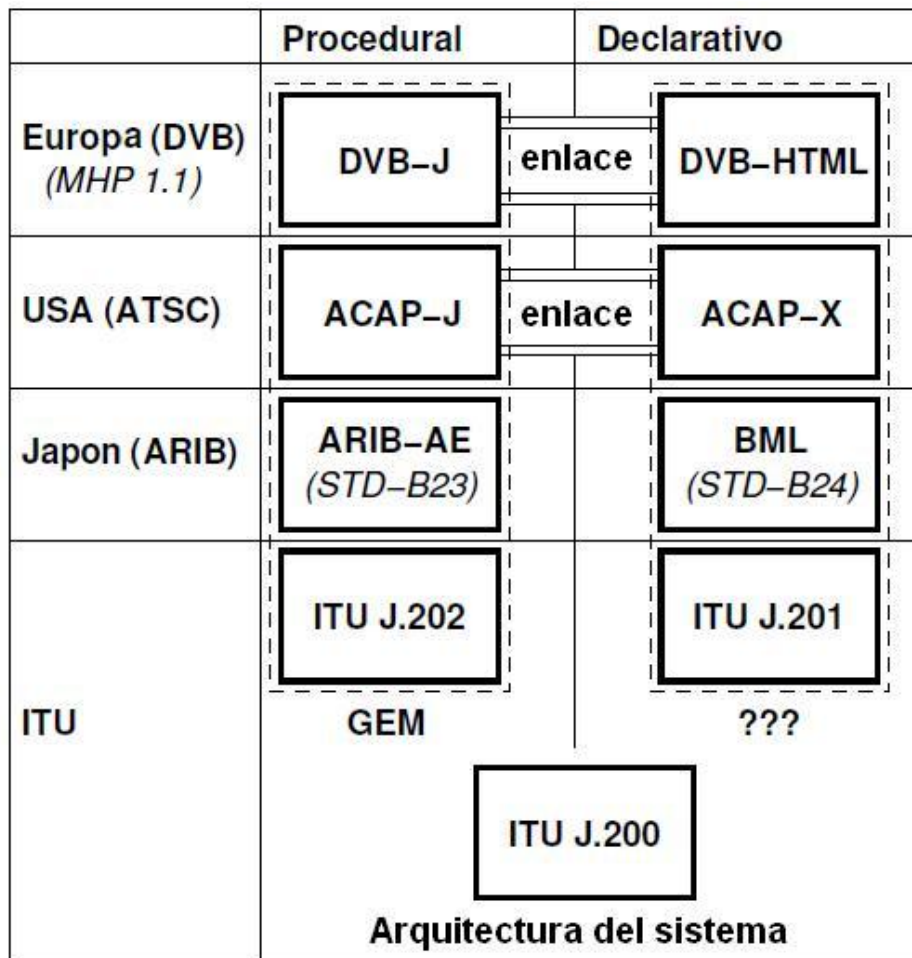 Procedural Declarativo
Europa (DVB)
(MHP 1.1)
DVB–J enlace DVB–HTML
USA (ATSC) ACAP–J enlace ACAP–X
Japon (ARIB)
ARIB–AE
(STD–B23)
BML
(STD–B24)
ITU J.202 ITU J.201
ITU GEM ???
ITU J.200
Arquitectura del sistema